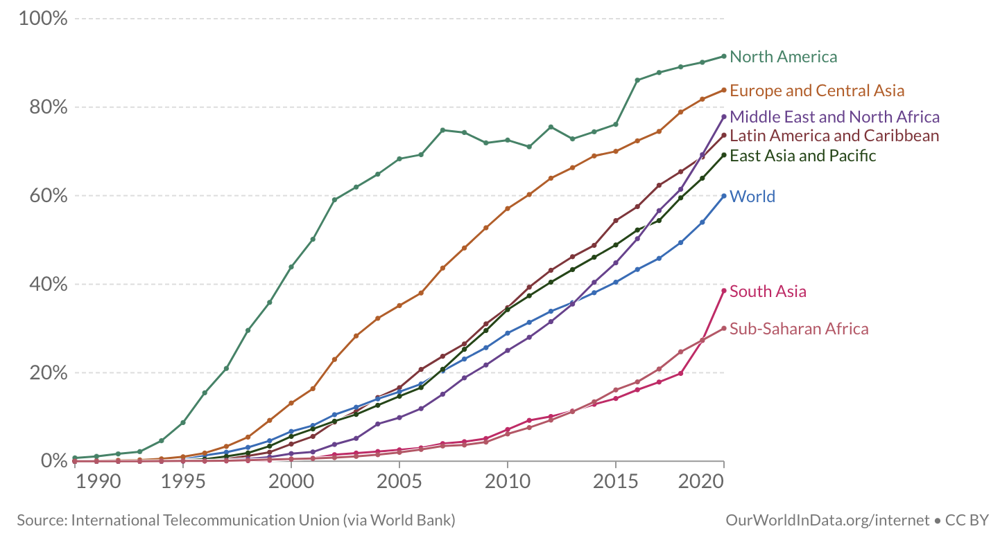 100%
North America
Europe and Central Asia
80%
Middle East and North Africa
Latin America and Caribbean
East Asia and Pacific
60%
World
40%
South Asia
Sub-Saharan Africa
20%
0%
1990 1995 2000 2005 2010 2015 2020
Source: International Telecommunication Union (via World Bank)
OurWorldInData.org/internet • CC BY